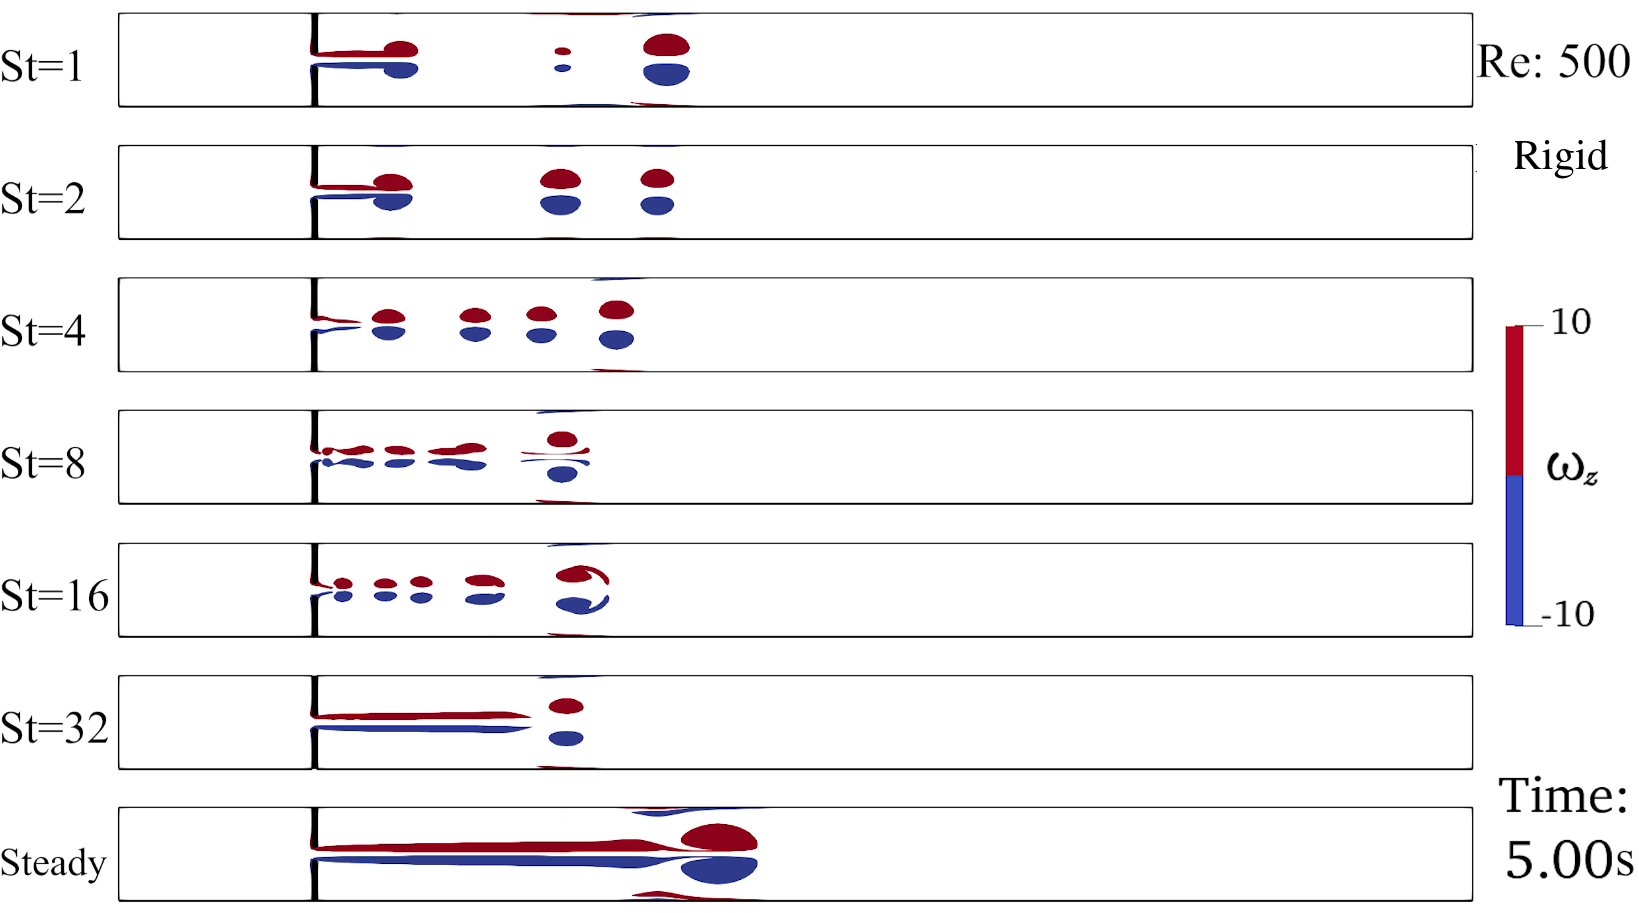 St=1
Re: 500
Rigid
St=2
St=4
10
St=8
ωz
St=16
-10
St=32
Time:
5.00s
Steady